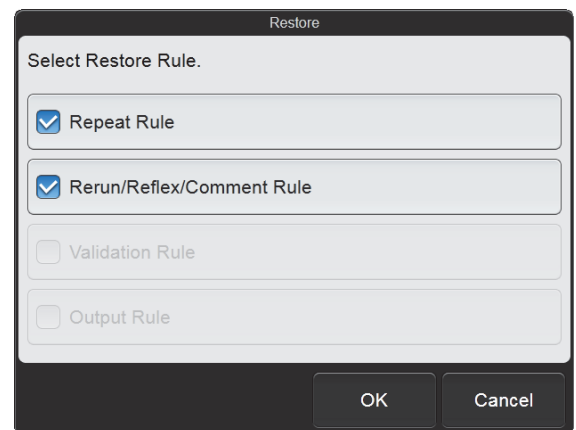 Restore
Select Restore Rule.
Repeat Rule
Rerun/Reflex/Comment Rule
Validation Rule
Output Rule
OK Cancel